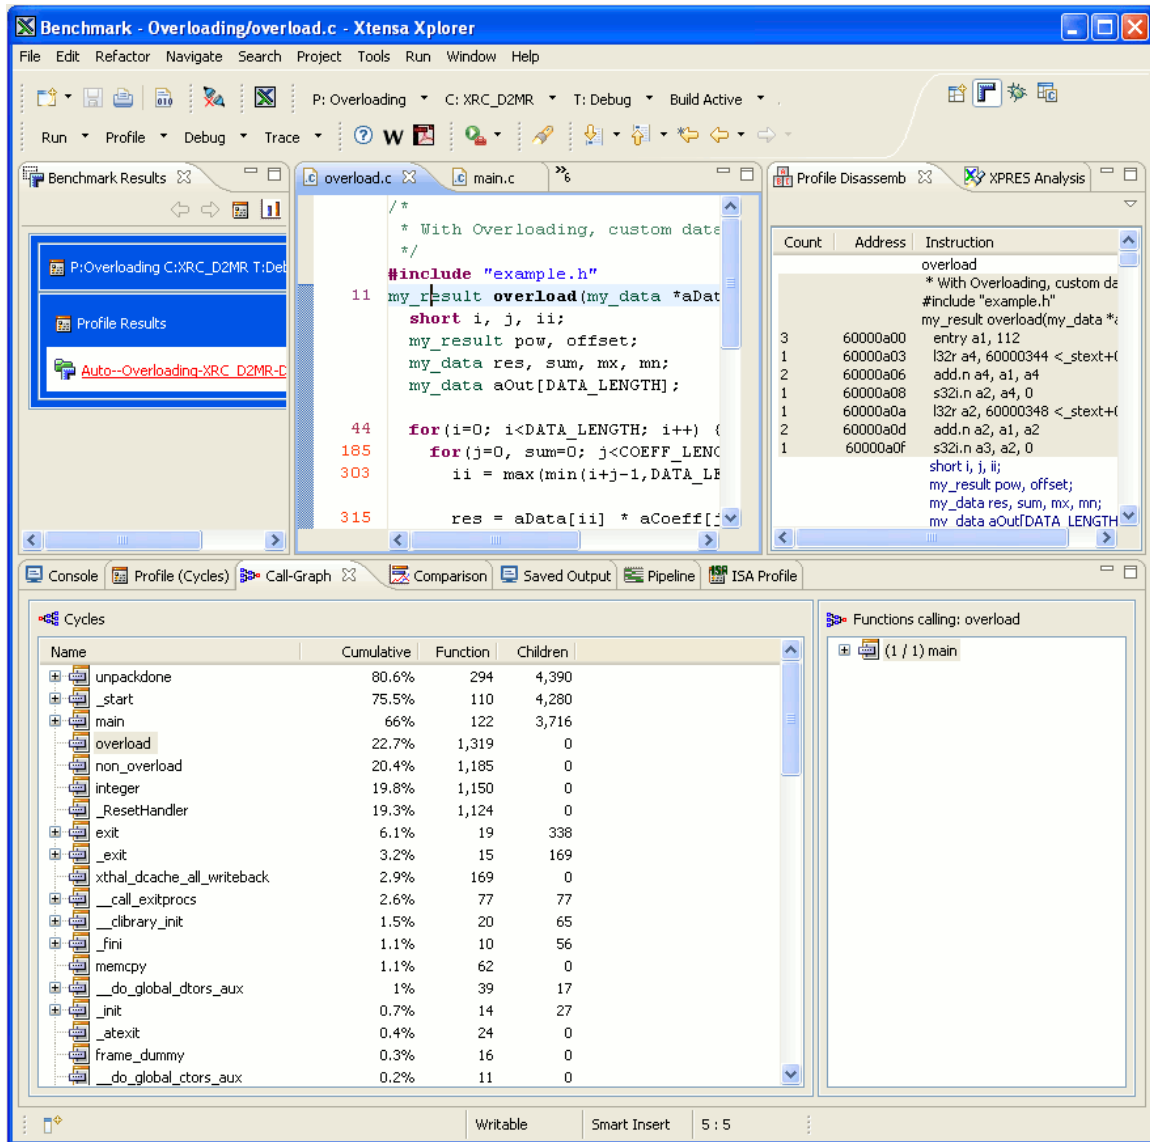 Benchmark - Overloading/overload.c - Xtensa Xplorer
File Edit Refactor Navigate Search Project Tools Run Window Help
P: Overloading C: XRC_D2MR T: Debug Build Active
Run Profile Debug Trace
Benchmark Results
P:Overloading C:XRC_D2MR T:Deb
Profile Results
Auto--Overloading-XRC_D2MR-D
overload.c main.c 6
/*
* With Overloading, custom data
*/
#include "example.h"
11 my_result overload(my_data *aDat
short i, j, ii;
my_result pow, offset;
my_data res, sum, mx, mn;
my_data aOut[DATA_LENGTH];
44 for(i=0; i<DATA_LENGTH; i++) {
185 for(j=0, sum=0; j<COEFF_LENG
303 ii = max(min(i+j-1,DATA_LE
315 res = aData[ii] * aCoeff[j
Profile Disassemb XPRES Analysis
Count Address Instruction
overload
* With Overloading, custom da
#include "example.h"
my_result overload(my_data *a
3 60000a00 entry a1, 112
1 60000a03 l32r a4, 60000344 <_stext+0
2 60000a06 add.n a4, a1, a4
1 60000a08 s32i.n a2, a4, 0
1 60000a0a l32r a2, 60000348 <_stext+0
2 60000a0d add.n a2, a1, a2
1 60000a0f s32i.n a3, a2, 0
short i, j, ii;
my_result pow, offset;
my_data res, sum, mx, mn;
my_data aOut[DATA_LENGTH
Console Profile (Cycles) Call-Graph Comparison Saved Output Pipeline ISA Profile
Cycles
Name Cumulative Function Children
unpackdone 80.6% 294 4,390
_start 75.5% 110 4,280
main 66% 122 3,716
overload 22.7% 1,319 0
non_overload 20.4% 1,185 0
integer 19.8% 1,150 0
_ResetHandler 19.3% 1,124 0
exit 6.1% 19 338
_exit 3.2% 15 169
xthal_dcache_all_writeback 2.9% 169 0
__call_exitprocs 2.6% 77 77
__clibrary_init 1.5% 20 65
_fini 1.1% 10 56
memcpy 1.1% 62 0
__do_global_dtors_aux 1% 39 17
_init 0.7% 14 27
_atexit 0.4% 24 0
frame_dummy 0.3% 16 0
__do_global_ctors_aux 0.2% 11 0
Functions calling: overload
(1 / 1) main
Writable Smart Insert 5 : 5